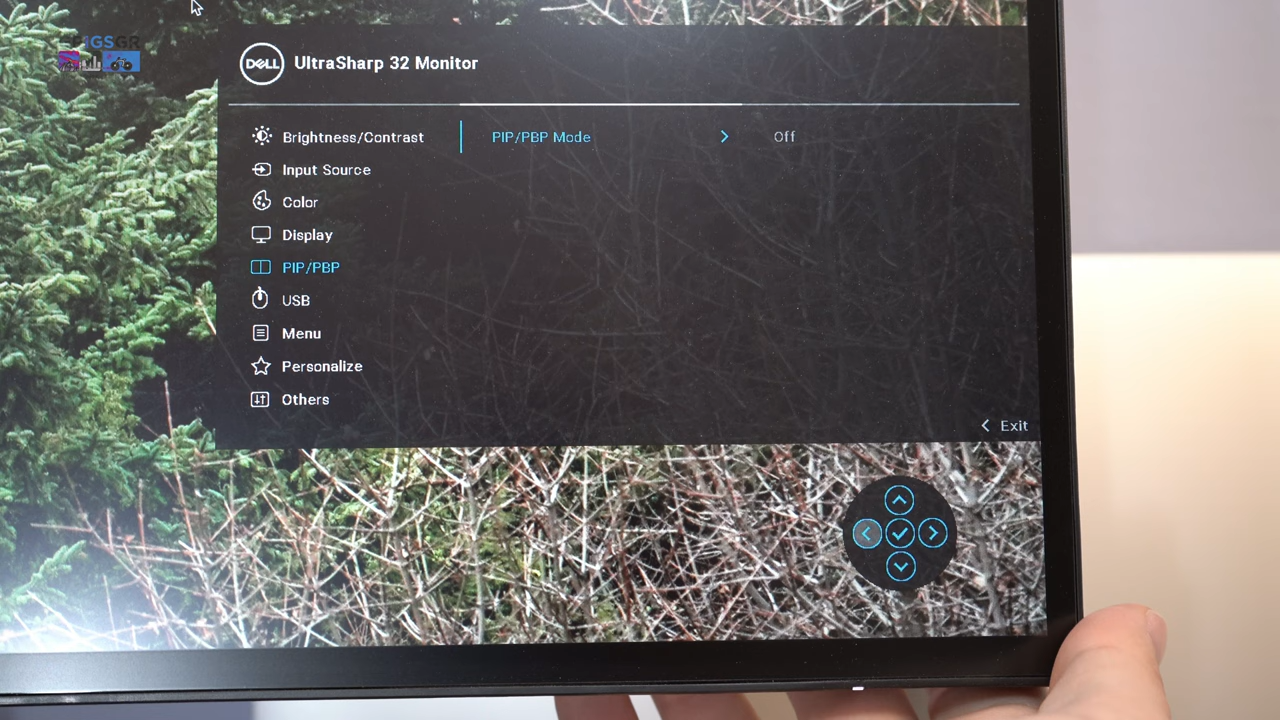 DELL
UltraSharp 32 Monitor
Brightness/Contrast
PIP/PBP Mode
Off
Input Source
Color
Display
PIP/PBP
USB
Menu
Personalize
Others
Exit